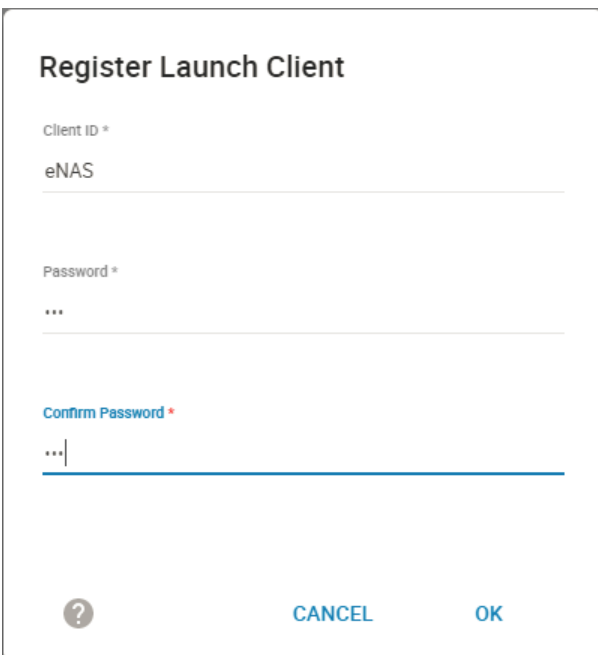 Register Launch Client
Client ID *
eNAS
Password *
•••
Confirm Password *
•••
?
CANCEL OK